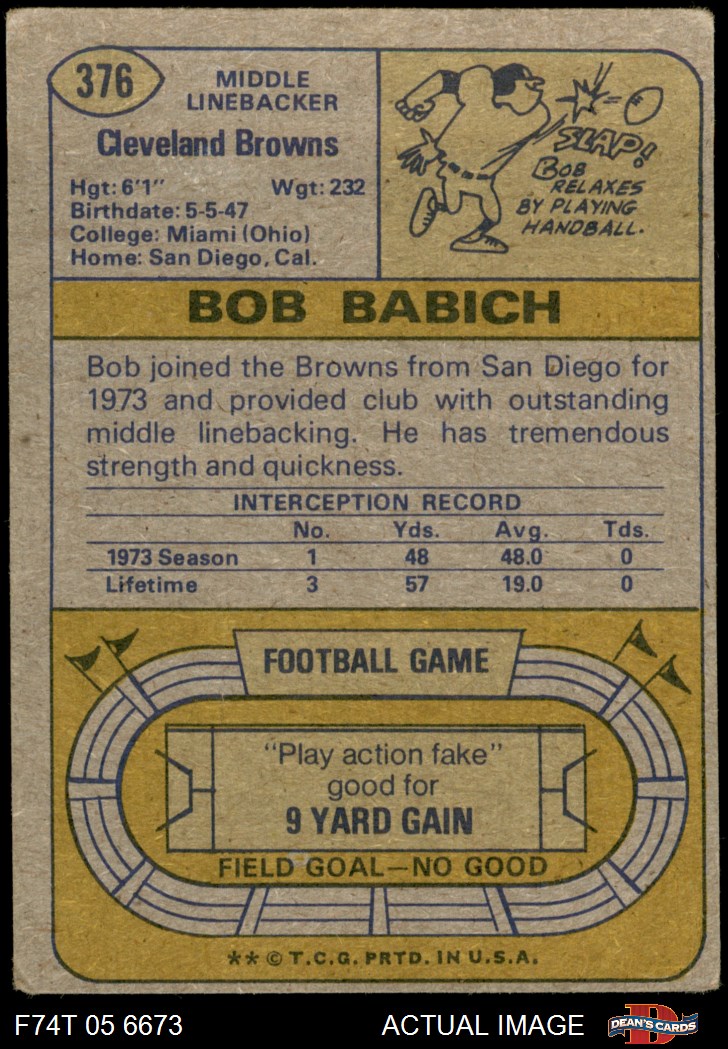 376
MIDDLE
LINEBACKER
Cleveland Browns
Hgt: 6'1" Wgt: 232
Birthdate: 5-5-47
College: Miami (Ohio)
Home: San Diego, Cal.
SLAP!
BOB
RELAXES
BY PLAYING
HANDBALL.
BOB BABICH
Bob joined the Browns from San Diego for
1973 and provided club with outstanding
middle linebacking. He has tremendous
strength and quickness.
INTERCEPTION RECORD
No. Yds. Avg. Tds.
1973 Season 1 48 48.0 0
Lifetime 3 57 19.0 0
FOOTBALL GAME
"Play action fake"
good for
9 YARD GAIN
FIELD GOAL—NO GOOD
** © T.C.G. PRTD. IN U.S.A.
F74T 05 6673 ACTUAL IMAGE
D
DEAN'S CARDS